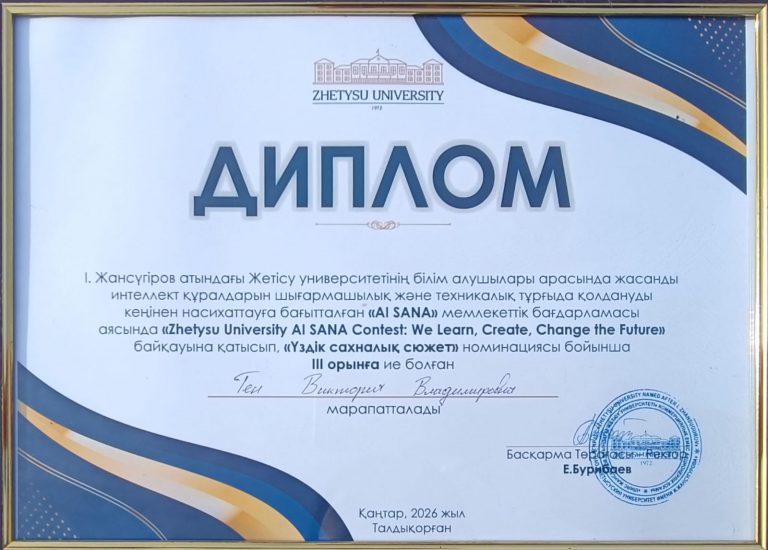 ZHETYSU UNIVERSITY
1972
ДИПЛОМ
І. Жансүгіров атындағы Жетісу университетінің білім алушылары арасында жасанды
интеллект құралдарын шығармашылық және техникалық тұрғыда қолдануды
кеңінен насихаттауға бағытталған «AI SANA» мемлекеттік бағдарламасы
аясында «Zhetysu University AI SANA Contest: We Learn, Create, Change the Future»
байқауына қатысып, «Үздік сахналық сюжет» номинациясы бойынша
III орынға ие болған
Тен Виктория Владимировна
марапатталады
Басқарма Төрағасы - Ректор
Е.Бурибаев
1972
Қаңтар, 2026 жыл
Талдықорған